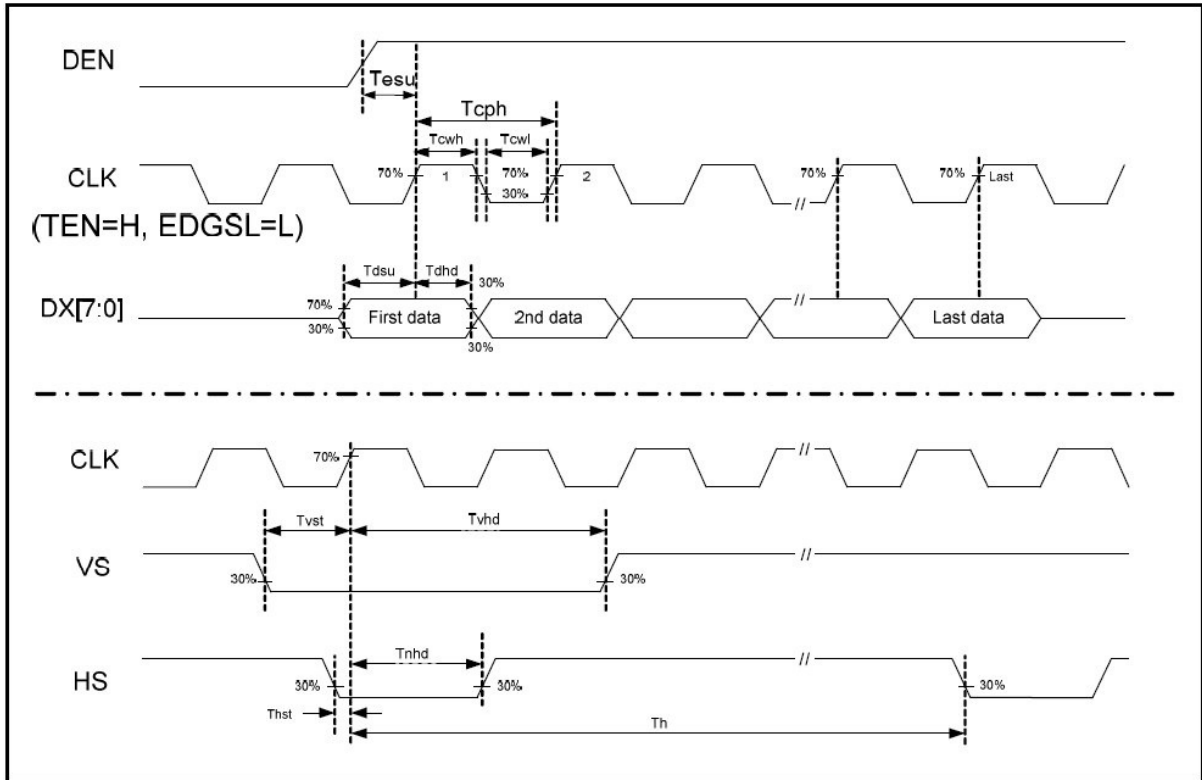 DEN
Tesu
Tcph
Tcwh Tcwl
CLK 70% 1 70% 2 70% 70% Last
30%
//
(TEN=H, EDGSL=L)
Tdsu Tdhd 30%
DX[7:0] 70% First data 2nd data // Last data
30% 30%
CLK 70% //
Tvst Tvhd
VS 30% 30% //
Tnhd
HS 30% 30% // 30%
Thst
Th